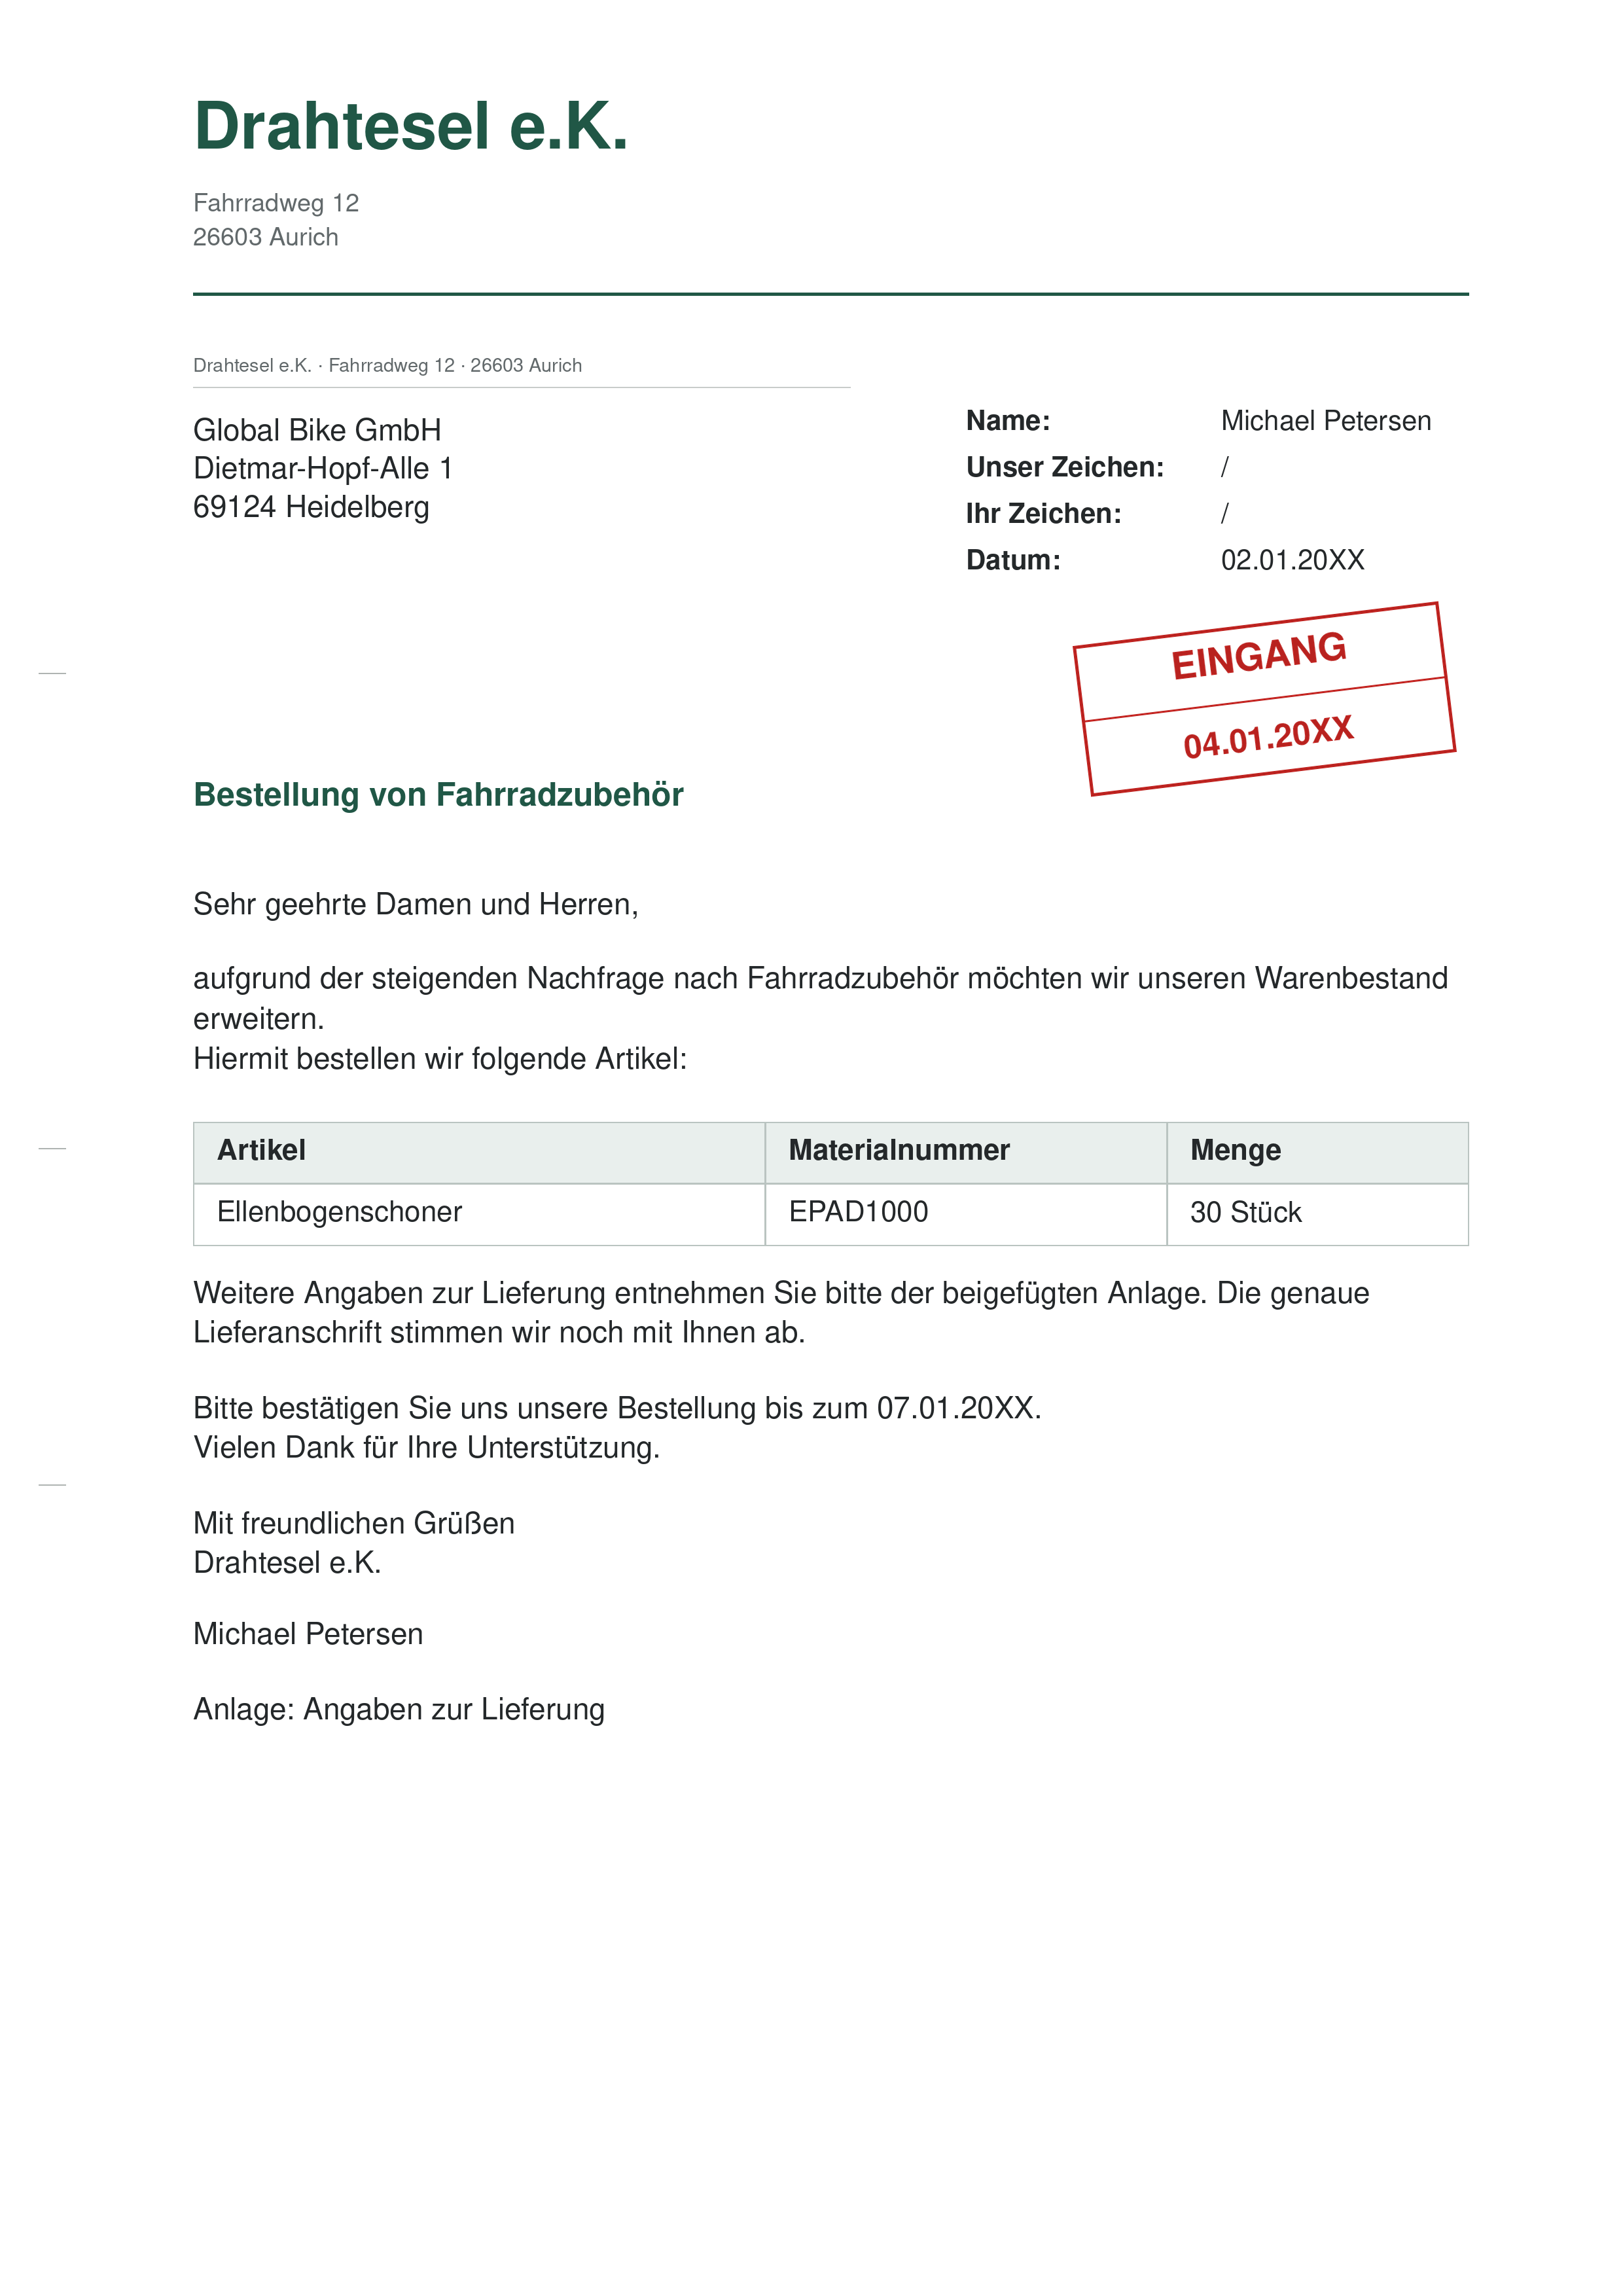 Drahtesel e.K.
Fahrradweg 12
26603 Aurich
Drahtesel e.K. · Fahrradweg 12 · 26603 Aurich
Global Bike GmbH
Dietmar-Hopf-Alle 1
69124 Heidelberg
Name: Michael Petersen
Unser Zeichen: /
Ihr Zeichen: /
Datum: 02.01.20XX
EINGANG
04.01.20XX
Bestellung von Fahrradzubehör
Sehr geehrte Damen und Herren,
aufgrund der steigenden Nachfrage nach Fahrradzubehör möchten wir unseren Warenbestand
erweitern.
Hiermit bestellen wir folgende Artikel:
Artikel Materialnummer Menge
Ellenbogenschoner EPAD1000 30 Stück
Weitere Angaben zur Lieferung entnehmen Sie bitte der beigefügten Anlage. Die genaue
Lieferanschrift stimmen wir noch mit Ihnen ab.
Bitte bestätigen Sie uns unsere Bestellung bis zum 07.01.20XX.
Vielen Dank für Ihre Unterstützung.
Mit freundlichen Grüßen
Drahtesel e.K.
Michael Petersen
Anlage: Angaben zur Lieferung